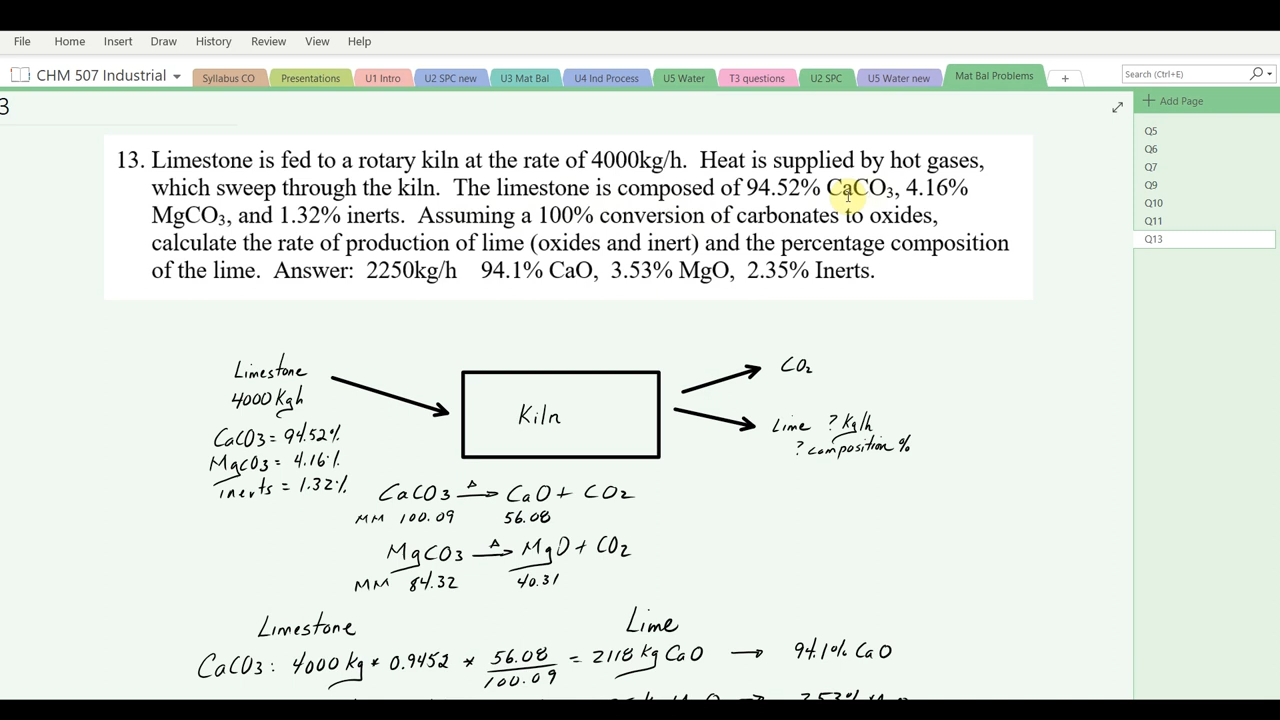 File Home Insert Draw History Review View Help
CHM 507 Industrial Syllabus CO Presentations U1 Intro U2 SPC new U3 Mat Bal U4 Ind Process U5 Water T3 questions U2 SPC U5 Water new Mat Bal Problems + Search (Ctrl+E)
3
+ Add Page
Q5
Q6
Q7
Q9
Q10
Q11
Q13
13. Limestone is fed to a rotary kiln at the rate of 4000kg/h. Heat is supplied by hot gases,
which sweep through the kiln. The limestone is composed of 94.52% CaCO₃, 4.16%
MgCO₃, and 1.32% inerts. Assuming a 100% conversion of carbonates to oxides,
calculate the rate of production of lime (oxides and inert) and the percentage composition
of the lime. Answer: 2250kg/h 94.1% CaO, 3.53% MgO, 2.35% Inerts.
Limestone
4000 Kgh
CaCO3 = 94.52%
MgCO3 = 4.16%
inerts = 1.32%
Kiln
CO2
Lime ? Kg/h
? composition %
CaCO3 Δ→ CaO + CO2
MM 100.09 56.08
MgCO3 Δ→ MgO + CO2
MM 84.32 40.31
Limestone Lime
CaCO3: 4000 kg * 0.9452 * 56.08/100.09 = 2118 kg CaO → 94.1% CaO